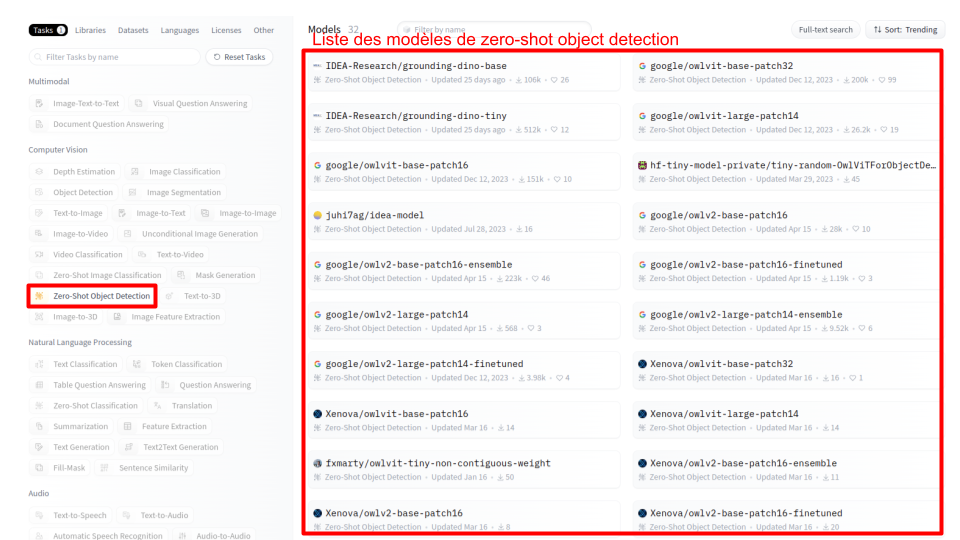 Tasks 1 Libraries Datasets Languages Licenses Other
Filter Tasks by name
Reset Tasks
Multimodal
Image-Text-to-Text Visual Question Answering
Document Question Answering
Computer Vision
Depth Estimation Image Classification
Object Detection Image Segmentation
Text-to-Image Image-to-Text Image-to-Image
Image-to-Video Unconditional Image Generation
Video Classification Text-to-Video
Zero-Shot Image Classification Mask Generation
Zero-Shot Object Detection Text-to-3D
Image-to-3D Image Feature Extraction
Natural Language Processing
Text Classification Token Classification
Table Question Answering Question Answering
Zero-Shot Classification Translation
Summarization Feature Extraction
Text Generation Text2Text Generation
Fill-Mask Sentence Similarity
Audio
Text-to-Speech Text-to-Audio
Automatic Speech Recognition Audio-to-Audio
Models 32 Filter by name
Full-text search ↑↓ Sort: Trending
Liste des modèles de zero-shot object detection
IDEA-Research/grounding-dino-base
Zero-Shot Object Detection • Updated 25 days ago • 106k • 26
google/owlvit-base-patch32
Zero-Shot Object Detection • Updated Dec 12, 2023 • 200k • 99
IDEA-Research/grounding-dino-tiny
Zero-Shot Object Detection • Updated 25 days ago • 512k • 12
google/owlvit-large-patch14
Zero-Shot Object Detection • Updated Dec 12, 2023 • 26.2k • 19
google/owlvit-base-patch16
Zero-Shot Object Detection • Updated Dec 12, 2023 • 151k • 10
hf-tiny-model-private/tiny-random-OwlViTForObjectDe…
Zero-Shot Object Detection • Updated Mar 29, 2023 • 45
juhi7ag/idea-model
Zero-Shot Object Detection • Updated Jul 28, 2023 • 16
google/owlv2-base-patch16
Zero-Shot Object Detection • Updated Apr 15 • 28k • 10
google/owlv2-base-patch16-ensemble
Zero-Shot Object Detection • Updated Apr 15 • 223k • 46
google/owlv2-base-patch16-finetuned
Zero-Shot Object Detection • Updated Apr 15 • 1.19k • 3
google/owlv2-large-patch14
Zero-Shot Object Detection • Updated Apr 15 • 568 • 3
google/owlv2-large-patch14-ensemble
Zero-Shot Object Detection • Updated Apr 15 • 9.52k • 6
google/owlv2-large-patch14-finetuned
Zero-Shot Object Detection • Updated Dec 12, 2023 • 3.98k • 4
Xenova/owlvit-base-patch32
Zero-Shot Object Detection • Updated Mar 16 • 16 • 1
Xenova/owlvit-base-patch16
Zero-Shot Object Detection • Updated Mar 16 • 14
Xenova/owlvit-large-patch14
Zero-Shot Object Detection • Updated Mar 16 • 14
fxmarty/owlvit-tiny-non-contiguous-weight
Zero-Shot Object Detection • Updated Jan 16 • 50
Xenova/owlv2-base-patch16-ensemble
Zero-Shot Object Detection • Updated Mar 16 • 11
Xenova/owlv2-base-patch16
Zero-Shot Object Detection • Updated Mar 16 • 8
Xenova/owlv2-base-patch16-finetuned
Zero-Shot Object Detection • Updated Mar 16 • 20